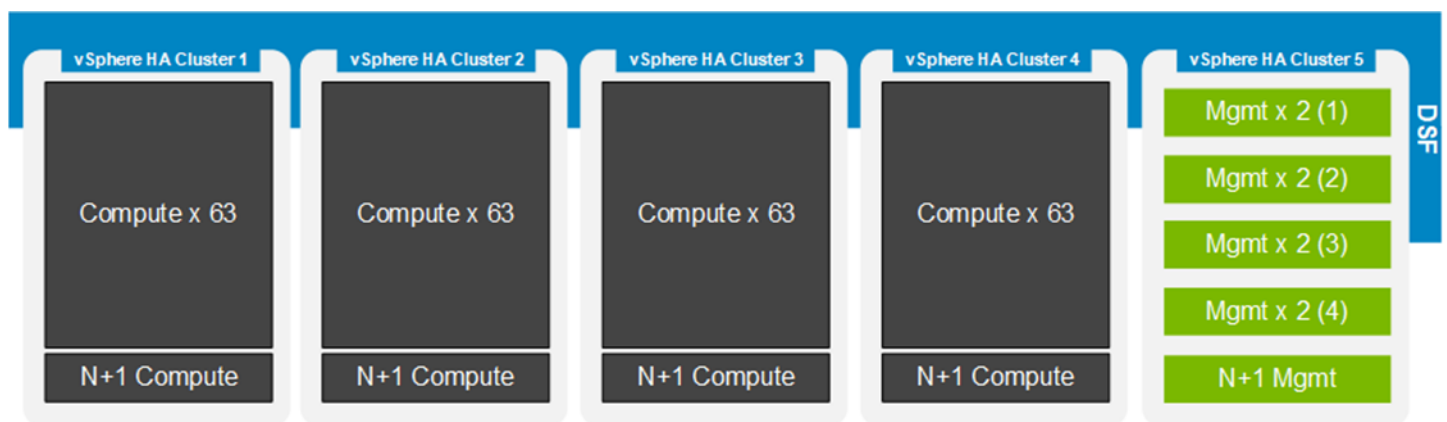 vSphere HA Cluster 1
Compute x 63
N+1 Compute
vSphere HA Cluster 2
Compute x 63
N+1 Compute
vSphere HA Cluster 3
Compute x 63
N+1 Compute
vSphere HA Cluster 4
Compute x 63
N+1 Compute
vSphere HA Cluster 5
Mgmt x 2 (1)
Mgmt x 2 (2)
Mgmt x 2 (3)
Mgmt x 2 (4)
N+1 Mgmt
DSF